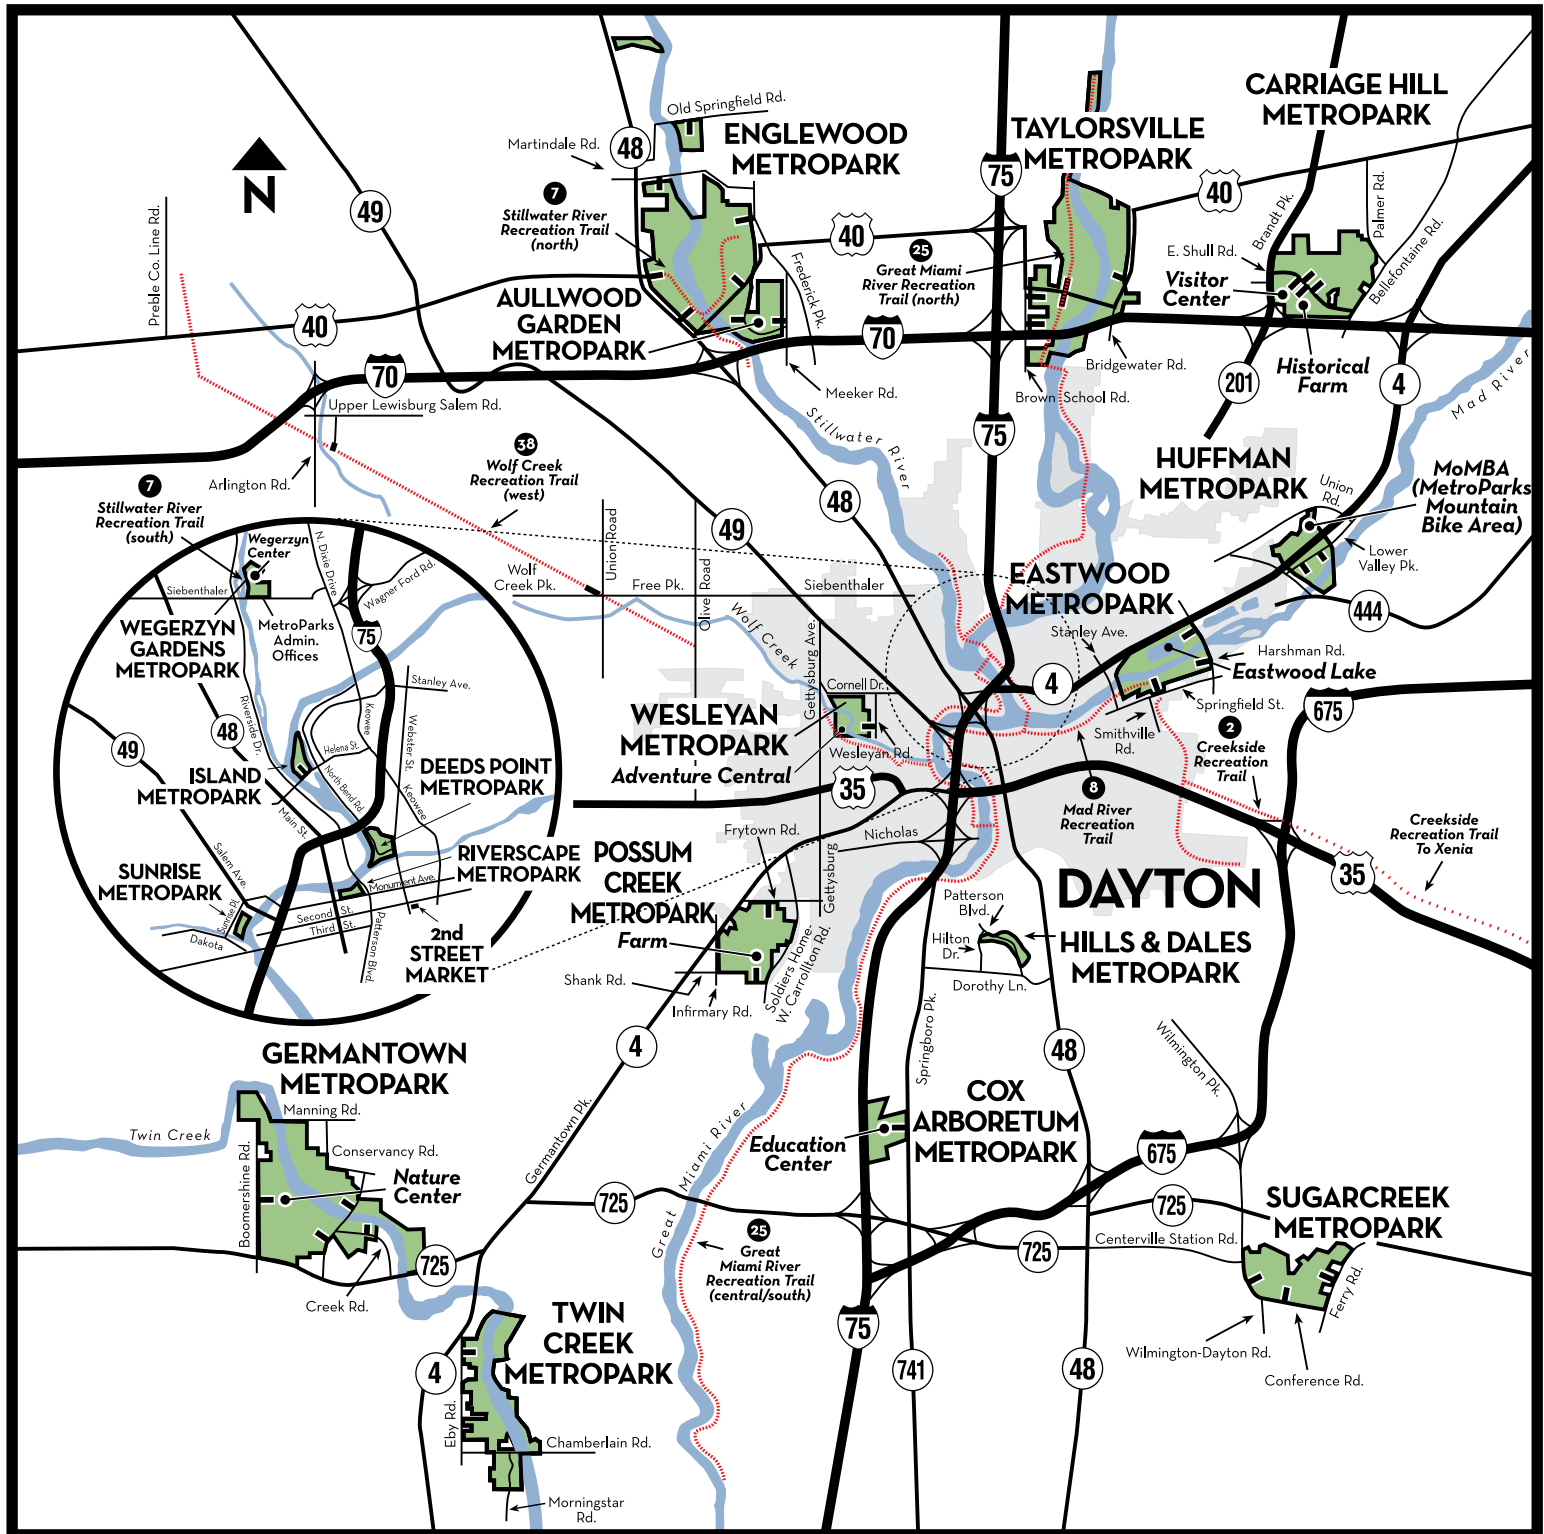 CARRIAGE HILL
METROPARK
Old Springfield Rd.
ENGLEWOOD
METROPARK
TAYLORSVILLE
METROPARK
Martindale Rd.
48
75
40
N
49
7
Stillwater River
Recreation Trail
(north)
Preble Co. Line Rd.
40
25
Great Miami
River Recreation
Trail (north)
Frederick Pk.
Brandt Pk.
Palmer Rd.
E. Shull Rd.
Bellefontaine Rd.
Visitor
Center
AULLWOOD
GARDEN
METROPARK
40
70
70
Bridgewater Rd.
Historical
Farm
Meeker Rd.
Brown School Rd.
201
4
Mad River
Upper Lewisburg Salem Rd.
Stillwater River
75
38
Wolf Creek
Recreation Trail
(west)
HUFFMAN
METROPARK
MoMBA
(MetroParks
Mountain
Bike Area)
Union
Rd.
Arlington Rd.
7
Stillwater River
Recreation Trail
(south)
48
49
Union Road
Olive Road
Lower
Valley Pk.
Wolf
Creek Pk.
Free Pk.
Siebenthaler
EASTWOOD
METROPARK
444
Wolf Creek
Gettysburg Ave.
Stanley Ave.
Harshman Rd.
Eastwood Lake
4
Cornell Dr.
Springfield St.
675
WESLEYAN
METROPARK
Adventure Central
Wesleyan Rd.
Smithville
Rd.
2
Creekside
Recreation
Trail
35
8
Mad River
Recreation
Trail
Creekside
Recreation Trail
To Xenia
35
Wegerzyn
Center
N. Dixie Drive
Wagner Ford Rd.
Siebenthaler
WEGERZYN
GARDENS
METROPARK
MetroParks
Admin.
Offices
75
Stanley Ave.
Riverside Dr.
48
49
Keowee
Webster St.
Helena St.
ISLAND
METROPARK
North Bend Rd.
DEEDS POINT
METROPARK
Main St.
Keowee
Salem Ave.
SUNRISE
METROPARK
RIVERSCAPE
METROPARK
Monument Ave.
Sunrise Pl.
Second St.
Third St.
Dakota
Patterson Blvd.
2nd
STREET
MARKET
Frytown Rd.
Nicholas
Gettysburg
POSSUM
CREEK
METROPARK
Farm
DAYTON
Patterson
Blvd.
Hilton
Dr.
HILLS & DALES
METROPARK
Dorothy Ln.
Shank Rd.
Infirmary Rd.
Soldiers Home-
W. Carrollton Rd.
Springboro Pk.
4
48
Wilmington Pk.
GERMANTOWN
METROPARK
Manning Rd.
Twin Creek
Conservancy Rd.
Boomershine Rd.
Nature
Center
Germantown Pk.
Great Miami River
COX
ARBORETUM
METROPARK
Education
Center
675
725
725
SUGARCREEK
METROPARK
25
Great
Miami River
Recreation Trail
(central/south)
725
725
Centerville Station Rd.
Creek Rd.
Ferry Rd.
TWIN
CREEK
METROPARK
75
Wilmington-Dayton Rd.
4
741
48
Conference Rd.
Eby Rd.
Chamberlain Rd.
Morningstar
Rd.